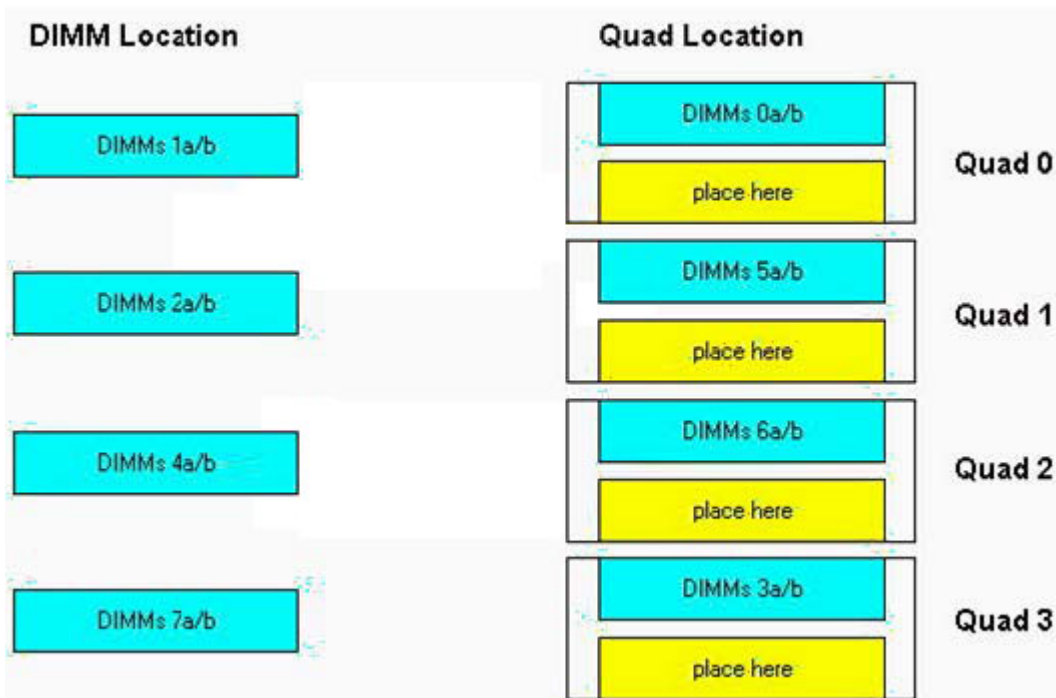 DIMM Location
Quad Location
DIMMs 1a/b
DIMMs 2a/b
DIMMs 4a/b
DIMMs 7a/b
DIMMs 0a/b
place here
Quad 0
DIMMs 5a/b
place here
Quad 1
DIMMs 6a/b
place here
Quad 2
DIMMs 3a/b
place here
Quad 3